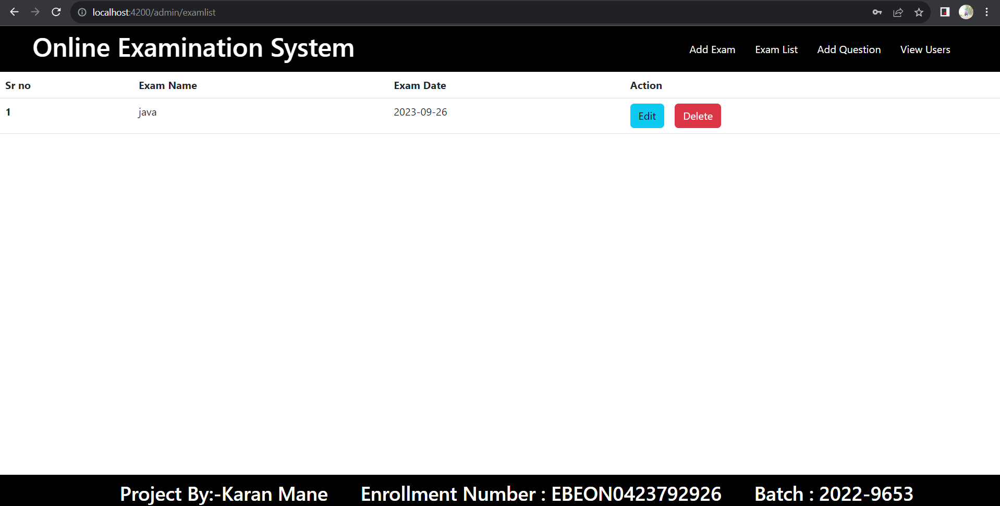 localhost:4200/admin/examlist
Online Examination System
Add Exam Exam List Add Question View Users
Sr no Exam Name Exam Date Action
1 java 2023-09-26 Edit Delete
Project By:-Karan Mane Enrollment Number : EBEON0423792926 Batch : 2022-9653